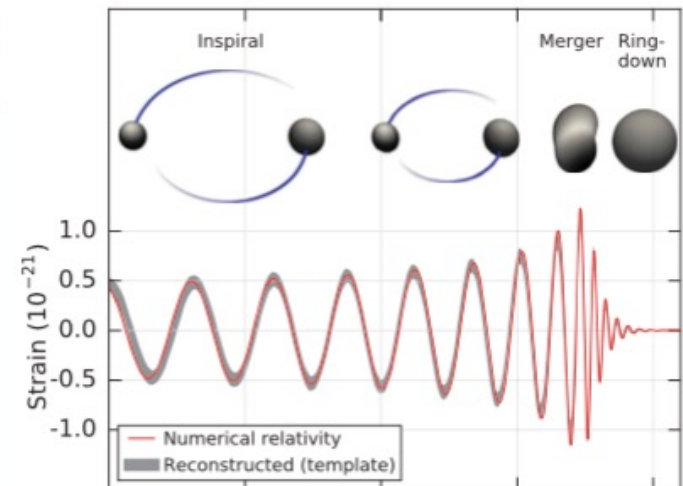 Inspiral
Merger Ring-
down
Strain (10⁻²¹)
1.0
0.5
0.0
-0.5
-1.0
Numerical relativity
Reconstructed (template)